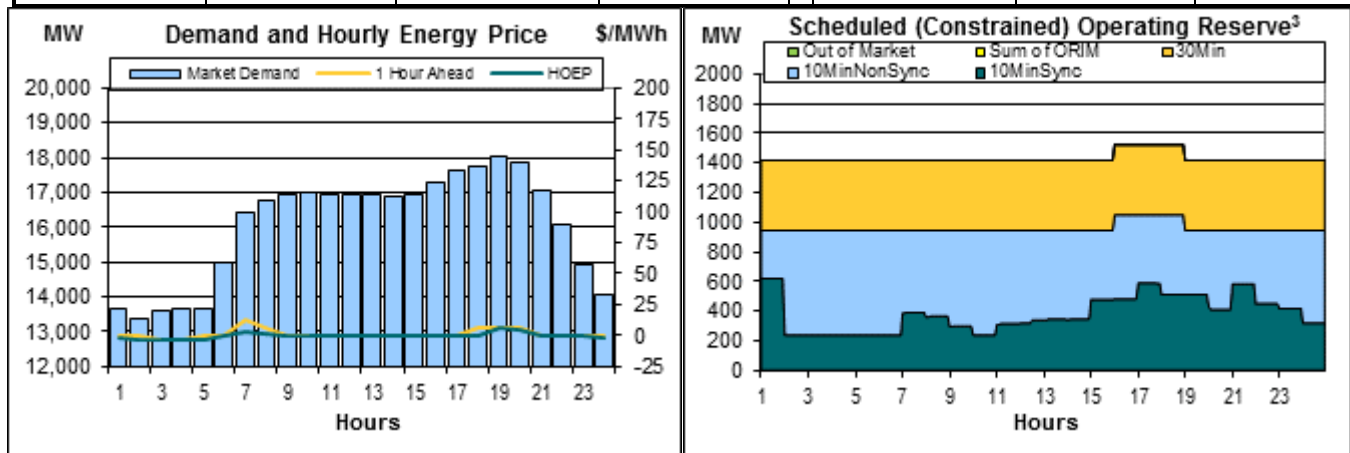 MW Demand and Hourly Energy Price $/MWh
Market Demand 1 Hour Ahead HOEP
20,000 200
19,000 175
18,000 150
17,000 125
16,000 100
15,000 75
14,000 50
13,000 25
12,000 0
-25
1 3 5 7 9 11 13 15 17 19 21 23
Hours
MW Scheduled (Constrained) Operating Reserve³
Out of Market Sum of ORIM 30Min
10MinNonSync 10MinSync
2000
1800
1600
1400
1200
1000
800
600
400
200
0
1 3 5 7 9 11 13 15 17 19 21 23
Hours